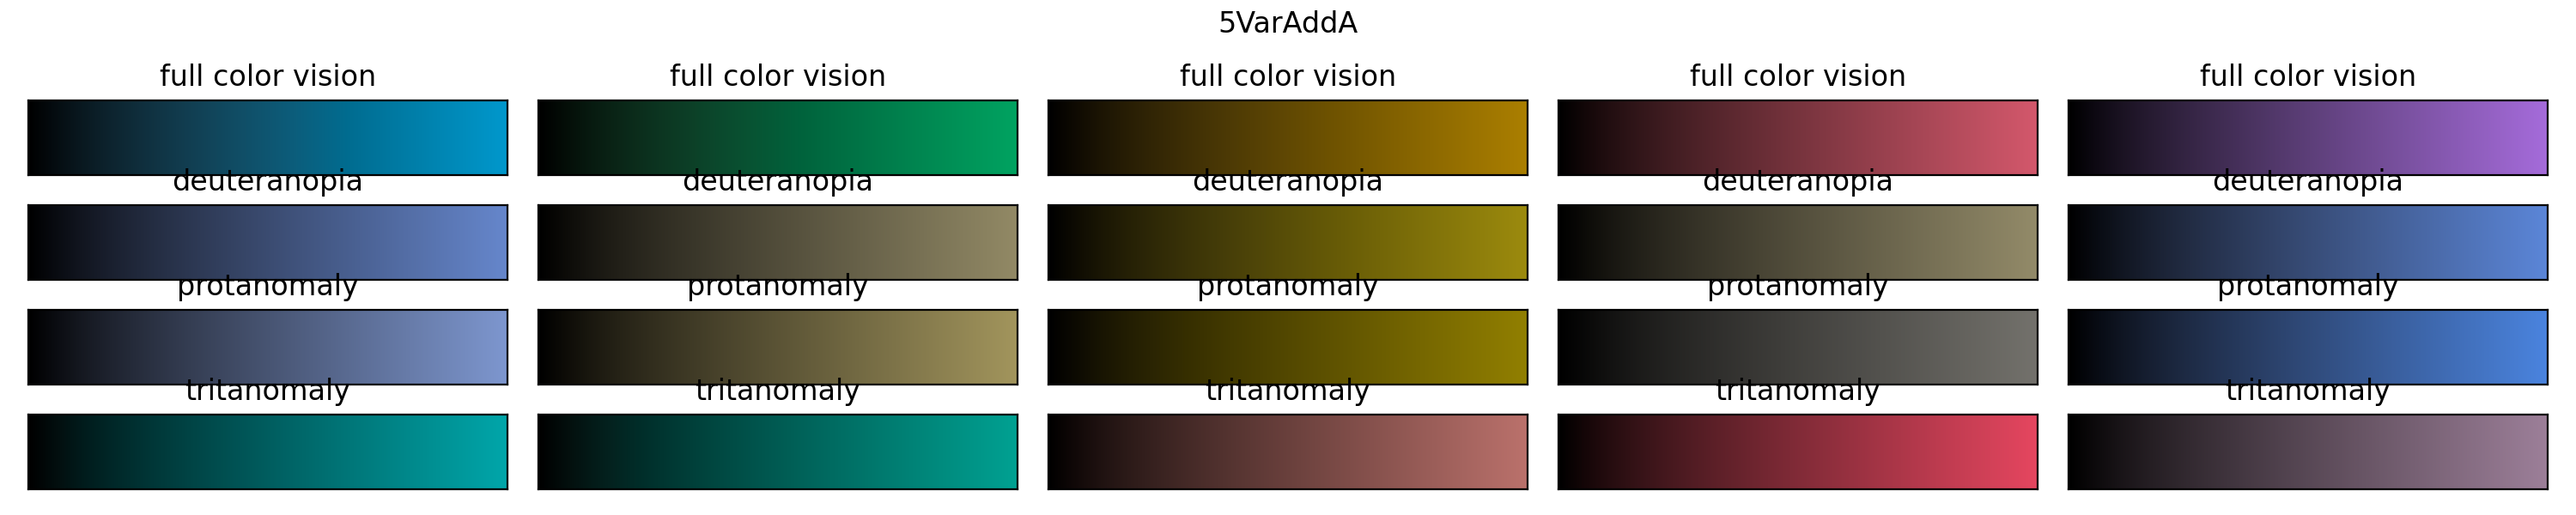 5VarAddA
full color vision full color vision full color vision full color vision full color vision
deuteranopia deuteranopia deuteranopia deuteranopia deuteranopia
protanomaly protanomaly protanomaly protanomaly protanomaly
tritanomaly tritanomaly tritanomaly tritanomaly tritanomaly